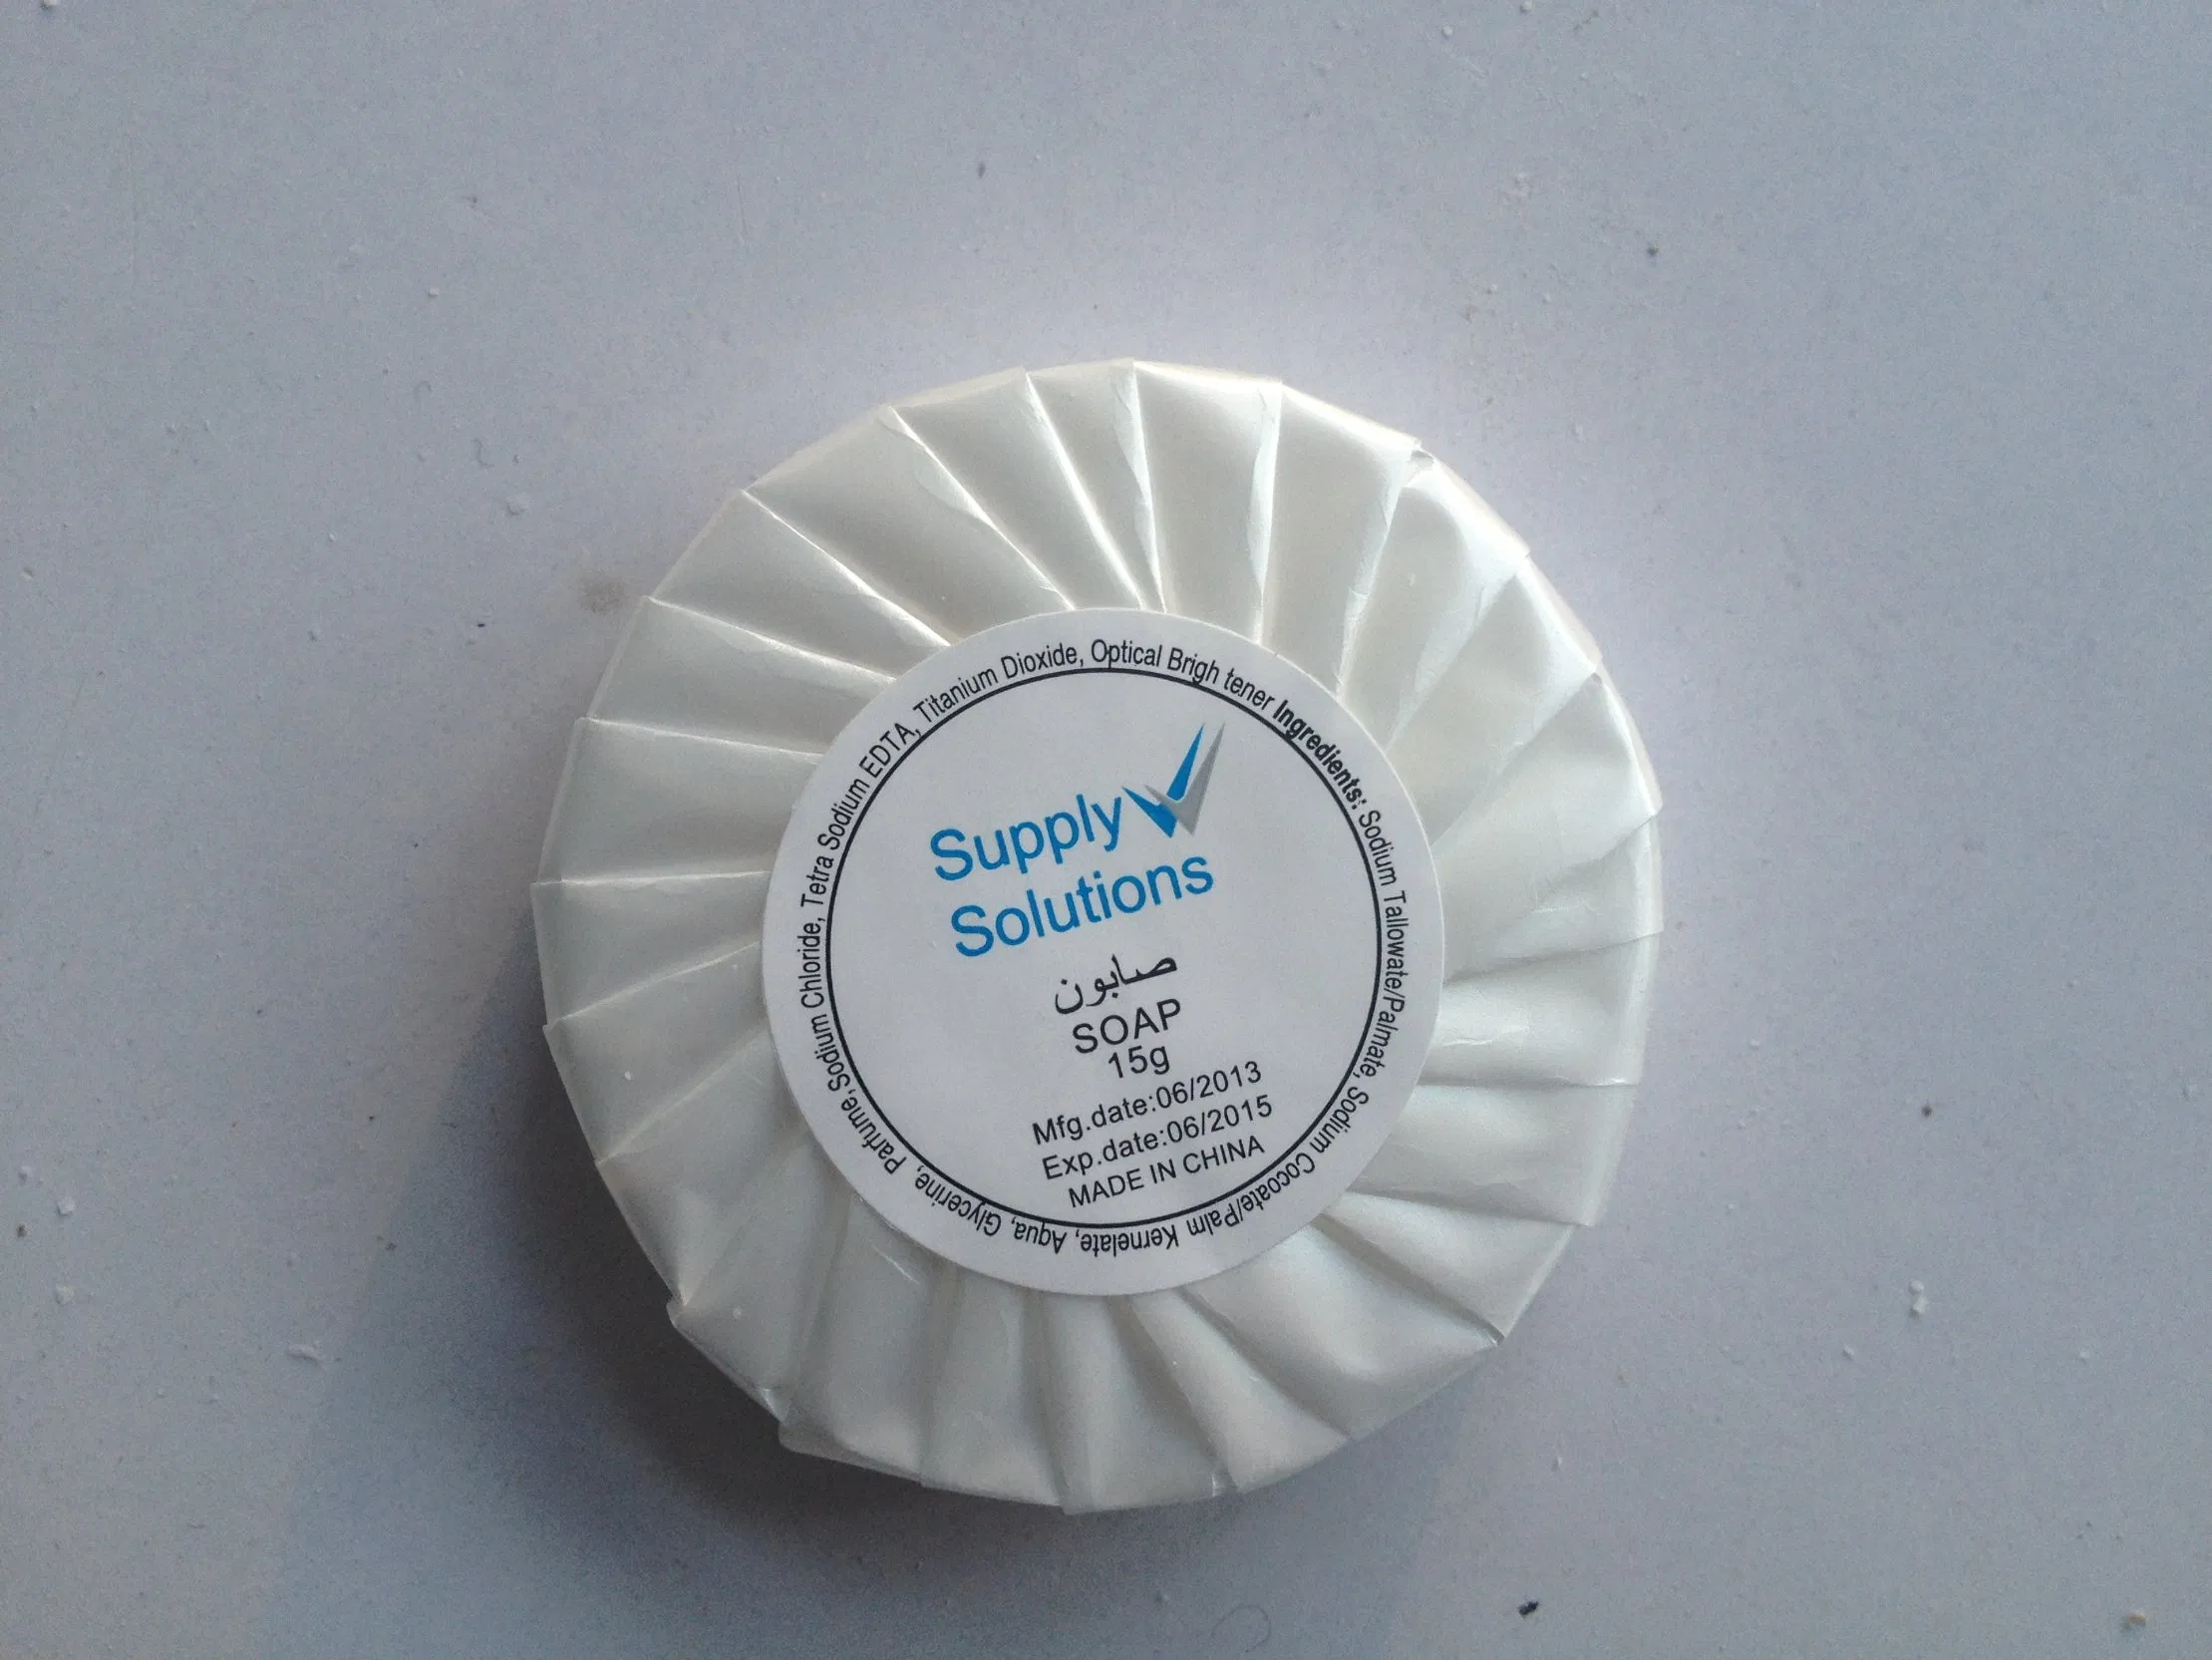 Supply
Solutions
صابون
SOAP
15g
Mfg.date:06/2013
Exp.date:06/2015
MADE IN CHINA
Ingredients: Sodium Tallowate/Palmate, Sodium Cocoate/Palm Kernelate, Aqua, Glycerine, Parfume, Sodium Chloride, Tetra Sodium EDTA, Titanium Dioxide, Optical Brigh tener